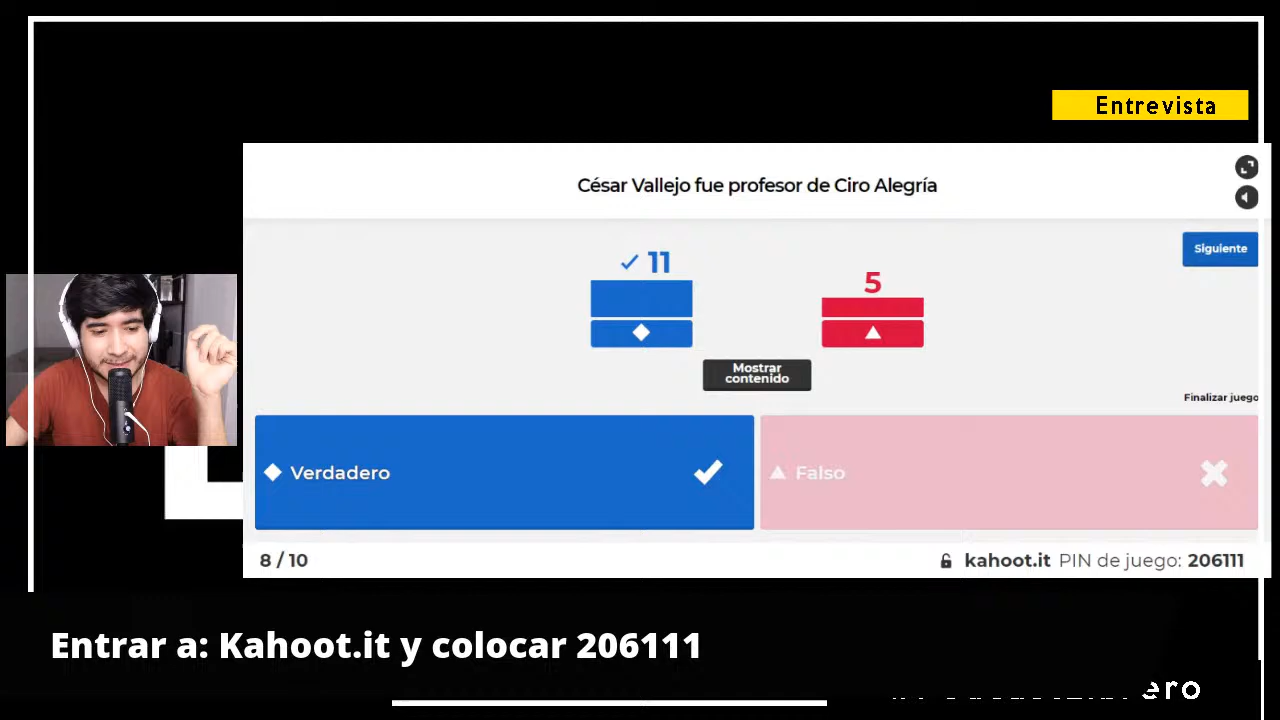 Entrevista
César Vallejo fue profesor de Ciro Alegría
Siguiente
11
5
Mostrar
contenido
Finalizar juego
Verdadero
Falso
8 / 10
kahoot.it PIN de juego: 206111
Entrar a: Kahoot.it y colocar 206111